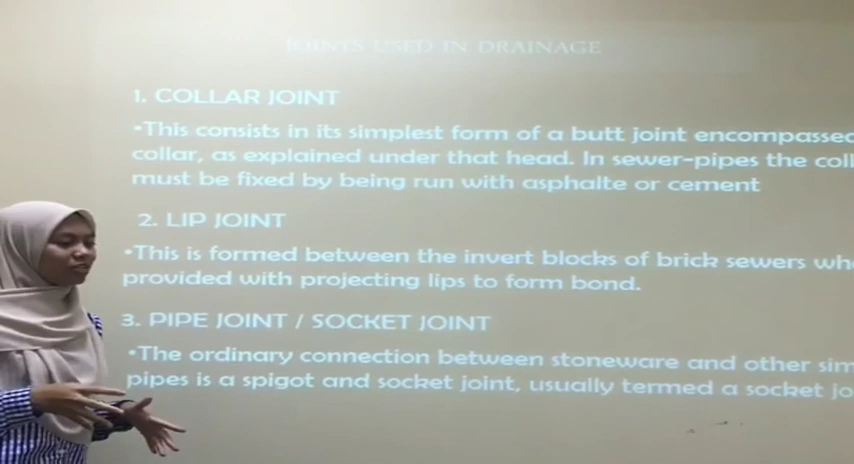 JOINTS USED IN DRAINAGE
1. COLLAR JOINT
•This consists in its simplest form of a butt joint encompassed
collar, as explained under that head. In sewer-pipes the
must be fixed by being run with asphalte or cement
2. LIP JOINT
•This is formed between the invert blocks of brick sewers
provided with projecting lips to form bond.
3. PIPE JOINT / SOCKET JOINT
•The ordinary connection between stoneware and other
pipes is a spigot and socket joint, usually termed a socket